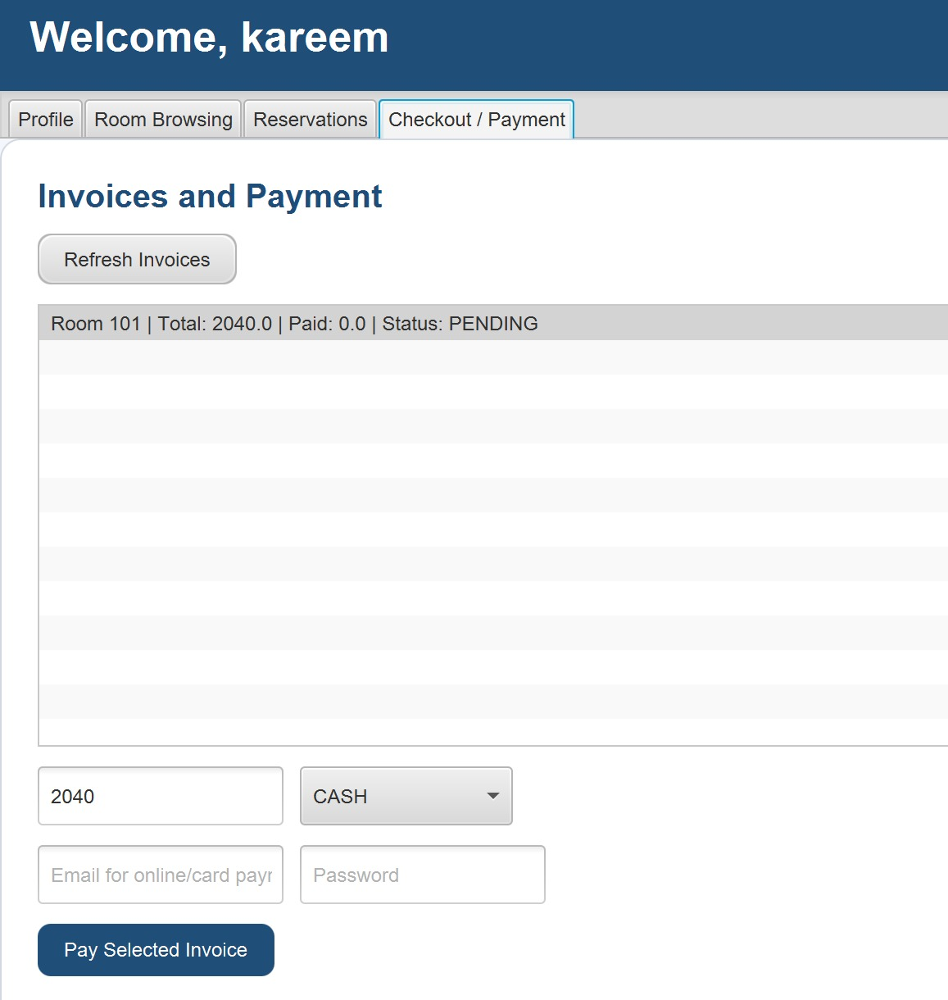 Welcome, kareem
Profile Room Browsing Reservations Checkout / Payment
Invoices and Payment
Refresh Invoices
Room 101 | Total: 2040.0 | Paid: 0.0 | Status: PENDING
2040 CASH
Email for online/card payr Password
Pay Selected Invoice